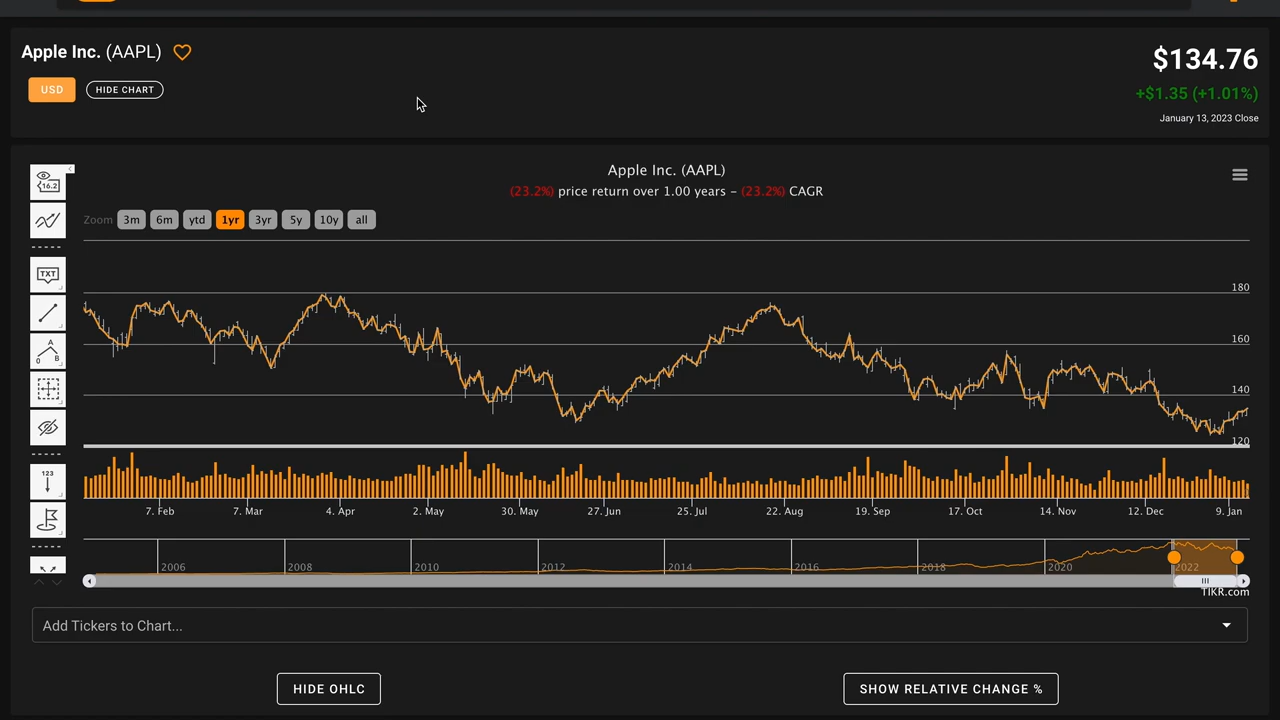 Apple Inc. (AAPL)
$134.76
USD
HIDE CHART
+$1.35 (+1.01%)
January 13, 2023 Close
Apple Inc. (AAPL)
(23.2%) price return over 1.00 years – (23.2%) CAGR
Zoom 3m 6m ytd 1yr 3yr 5y 10y all
16.2
TXT
A
0 B
123
180
160
140
120
7. Feb 7. Mar 4. Apr 2. May 30. May 27. Jun 25. Jul 22. Aug 19. Sep 17. Oct 14. Nov 12. Dec 9. Jan
2006 2008 2010 2012 2014 2016 2018 2020 2022
TIKR.com
Add Tickers to Chart...
HIDE OHLC
SHOW RELATIVE CHANGE %